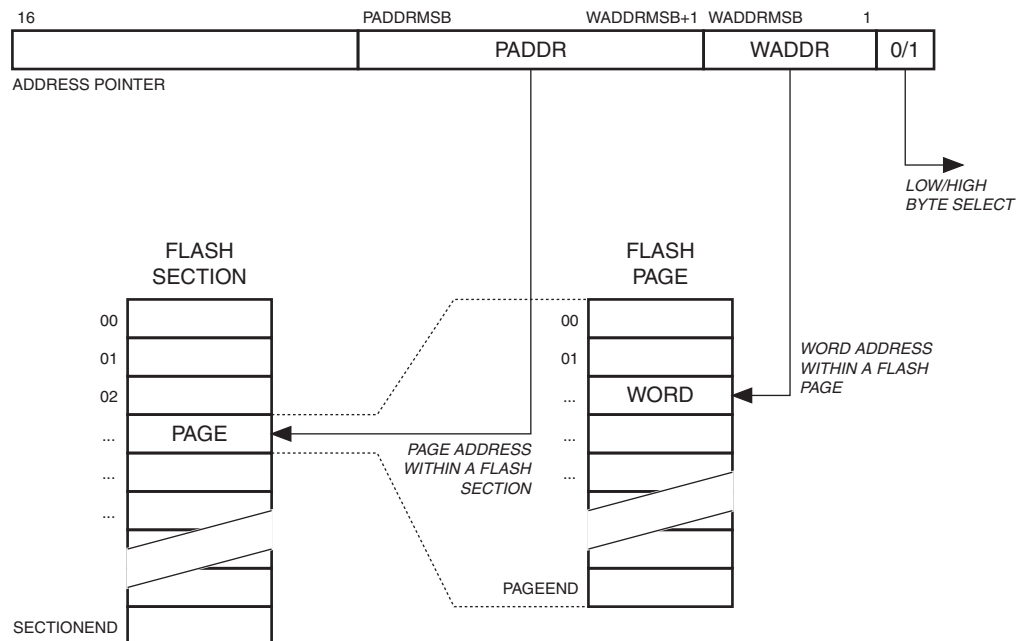 16 PADDRMSB WADDRMSB+1 WADDRMSB 1
PADDR WADDR 0/1
ADDRESS POINTER
LOW/HIGH
BYTE SELECT
FLASH
SECTION
00
01
02
...
PAGE
...
...
SECTIONEND
PAGE ADDRESS
WITHIN A FLASH
SECTION
FLASH
PAGE
00
01
...
WORD
...
...
PAGEEND
WORD ADDRESS
WITHIN A FLASH
PAGE